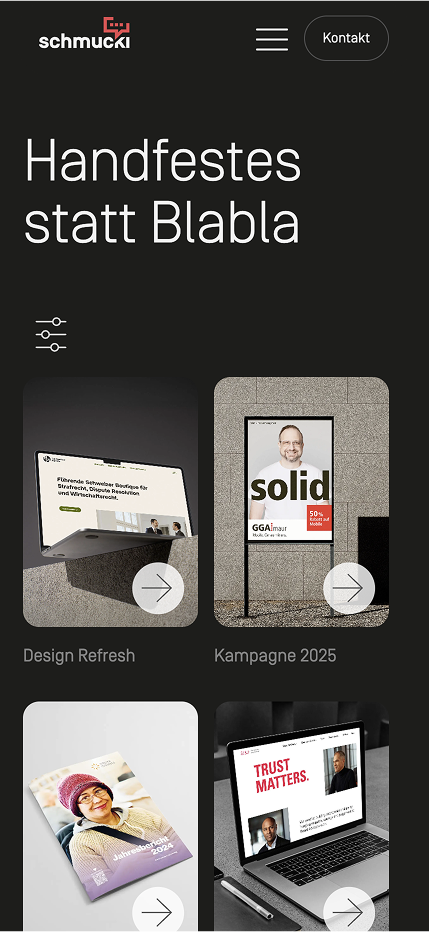 schmucki
Kontakt
Handfestes
statt Blabla
Führende Schweizer Boutique für
Strafrecht, Dispute Resolution
und Wirtschaftsrecht.
solid
50%
Rabatt auf
Mobile
GGA maur
Design Refresh
Kampagne 2025
Jahresbericht
2024
TRUST
MATTERS.